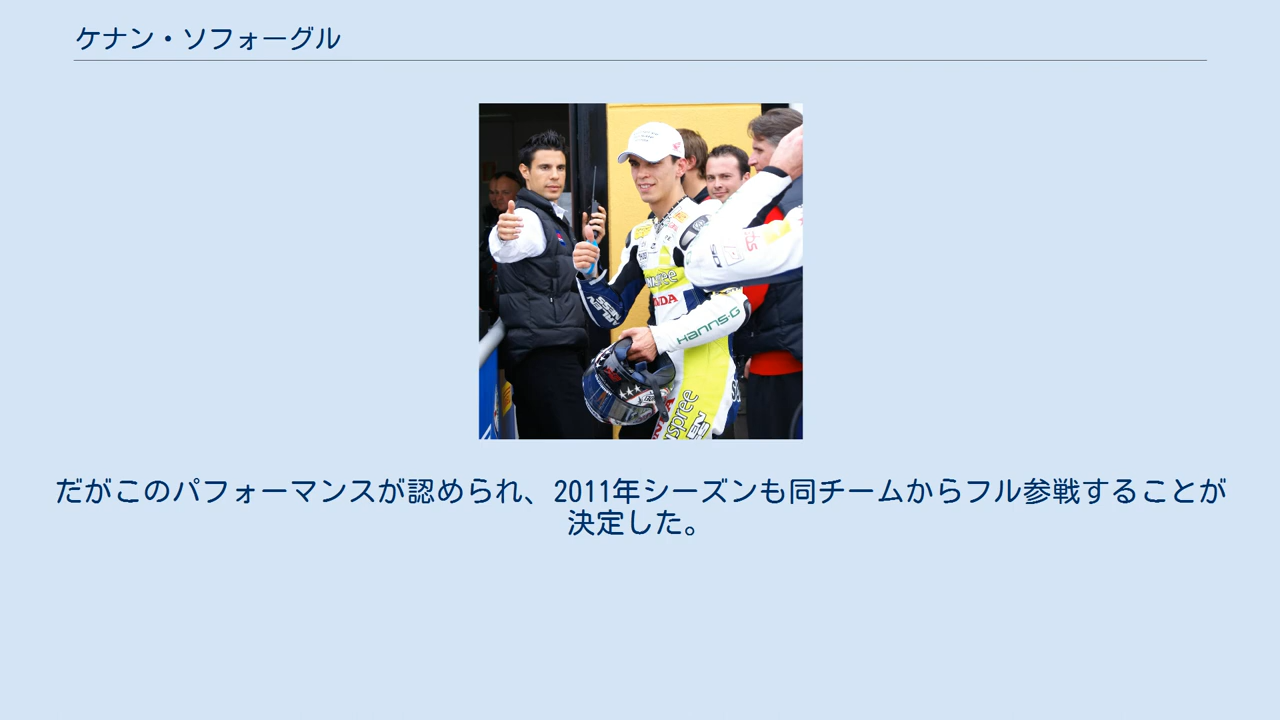 ケナン・ソフォーグル
HANNS-G
だがこのパフォーマンスが認められ、2011年シーズンも同チームからフル参戦することが
決定した。